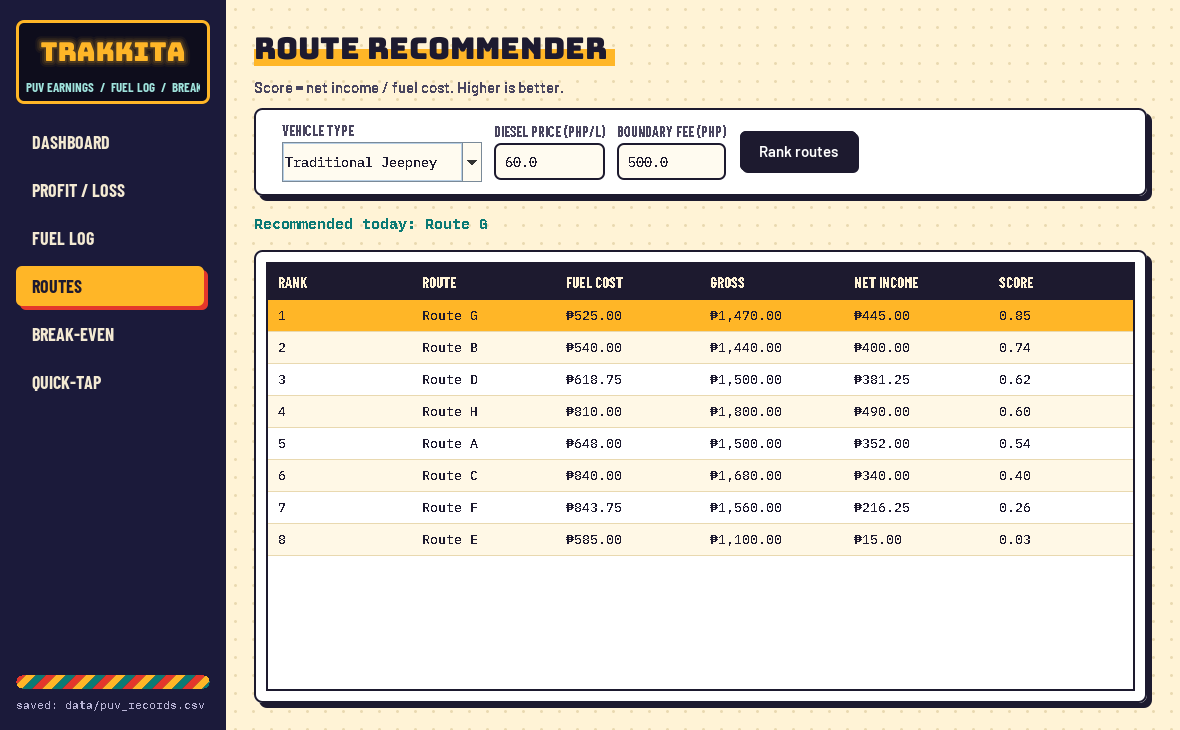 TRAKKITA
PUV EARNINGS / FUEL LOG / BREAK
DASHBOARD
PROFIT / LOSS
FUEL LOG
ROUTES
BREAK-EVEN
QUICK-TAP
saved: data/puv_records.csv
ROUTE RECOMMENDER
Score = net income / fuel cost. Higher is better.
VEHICLE TYPE DIESEL PRICE (PHP/L) BOUNDARY FEE (PHP)
Traditional Jeepney 60.0 500.0 Rank routes
Recommended today: Route G
RANK ROUTE FUEL COST GROSS NET INCOME SCORE
1 Route G ₱525.00 ₱1,470.00 ₱445.00 0.85
2 Route B ₱540.00 ₱1,440.00 ₱400.00 0.74
3 Route D ₱618.75 ₱1,500.00 ₱381.25 0.62
4 Route H ₱810.00 ₱1,800.00 ₱490.00 0.60
5 Route A ₱648.00 ₱1,500.00 ₱352.00 0.54
6 Route C ₱840.00 ₱1,680.00 ₱340.00 0.40
7 Route F ₱843.75 ₱1,560.00 ₱216.25 0.26
8 Route E ₱585.00 ₱1,100.00 ₱15.00 0.03